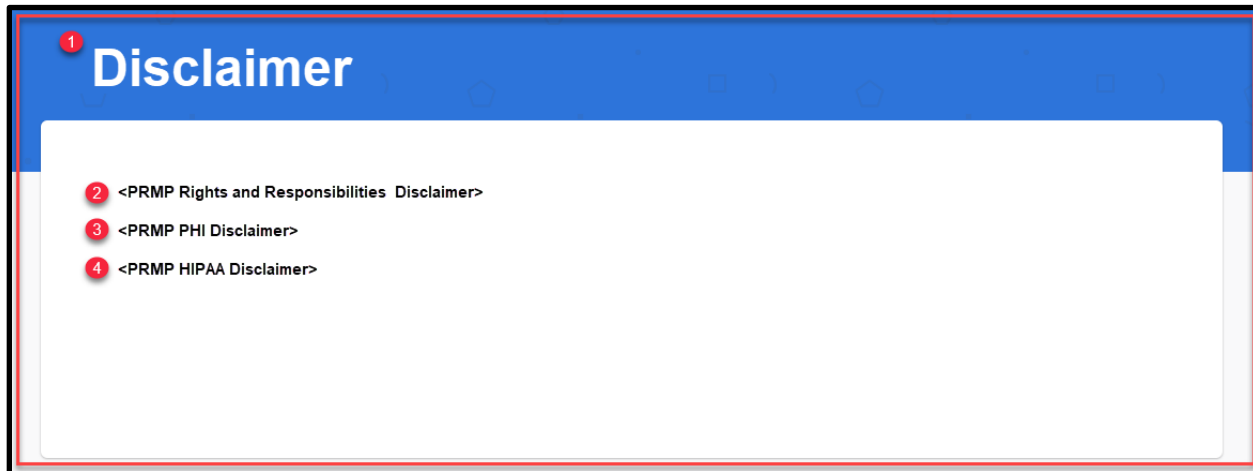 1 Disclaimer
2 <PRMP Rights and Responsibilities Disclaimer>
3 <PRMP PHI Disclaimer>
4 <PRMP HIPAA Disclaimer>